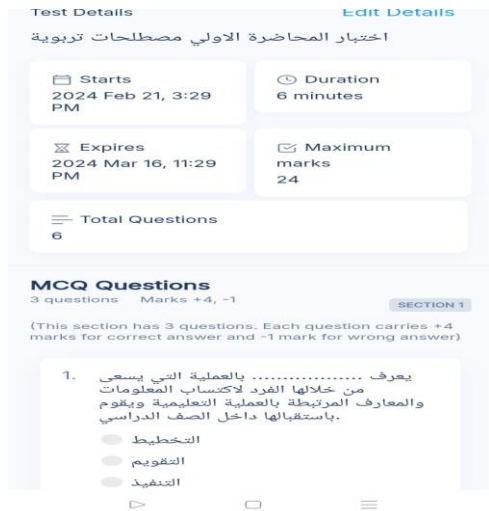 Test Details
Edit Details
اختبار المحاضرة الاولي مصطلحات تربوية
Starts
2024 Feb 21, 3:29
PM
Duration
6 minutes
Expires
2024 Mar 16, 11:29
PM
Maximum
marks
24
Total Questions
6
MCQ Questions
3 questions Marks +4, -1
SECTION 1
(This section has 3 questions. Each question carries +4
marks for correct answer and -1 mark for wrong answer)
1. يعرف .................. بالعملية التي يسعى
من خلالها الفرد لاكتساب المعلومات
والمعارف المرتبطة بالعملية التعليمية ويقوم
باستقبالها داخل الصف الدراسي.
التخطيط
التقويم
التنفيذ